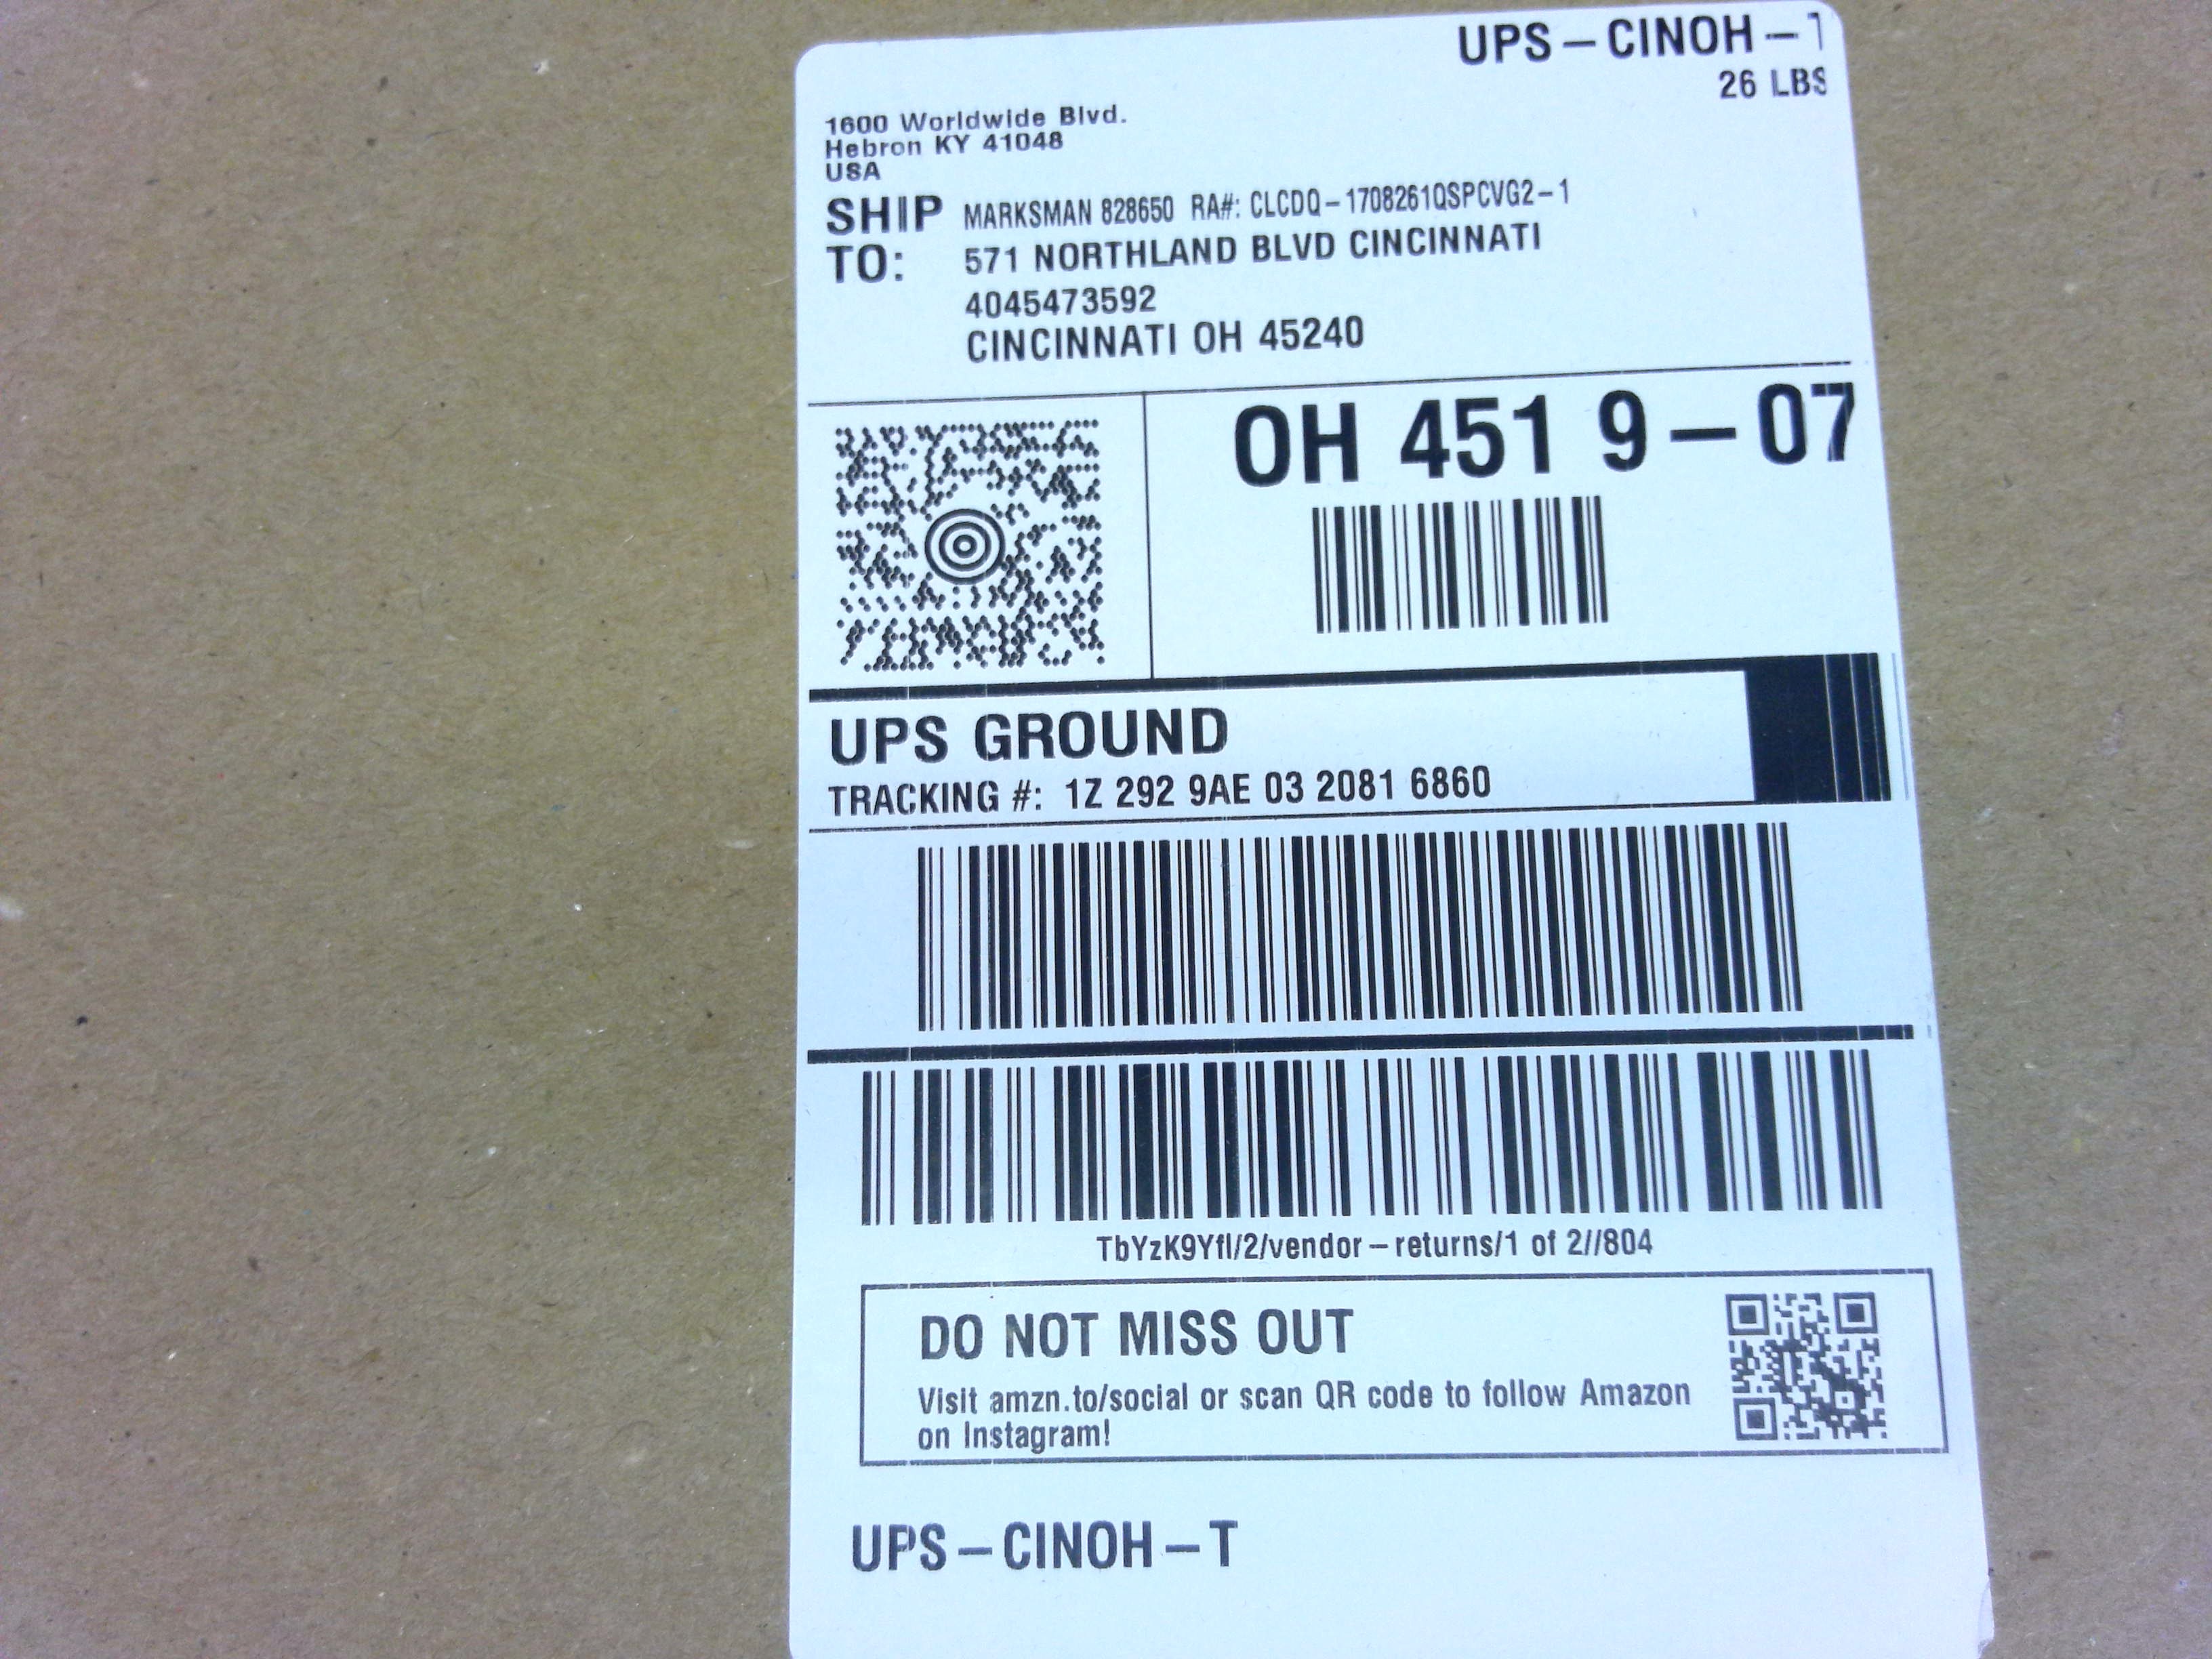 UPS – CINOH – T
26 LBS
1600 Worldwide Blvd.
Hebron KY 41048
USA
SHIP TO:
MARKSMAN 828650 RA#: CLCDQ – 1708261QSPCVG2 – 1
571 NORTHLAND BLVD CINCINNATI
4045473592
CINCINNATI OH 45240
OH 451 9 – 07
UPS GROUND
TRACKING #: 1Z 292 9AE 03 2081 6860
TbYzK9Yfl/2/vendor – returns/1 of 2//804
DO NOT MISS OUT
Visit amzn.to/social or scan QR code to follow Amazon
on Instagram!
UPS – CINOH – T